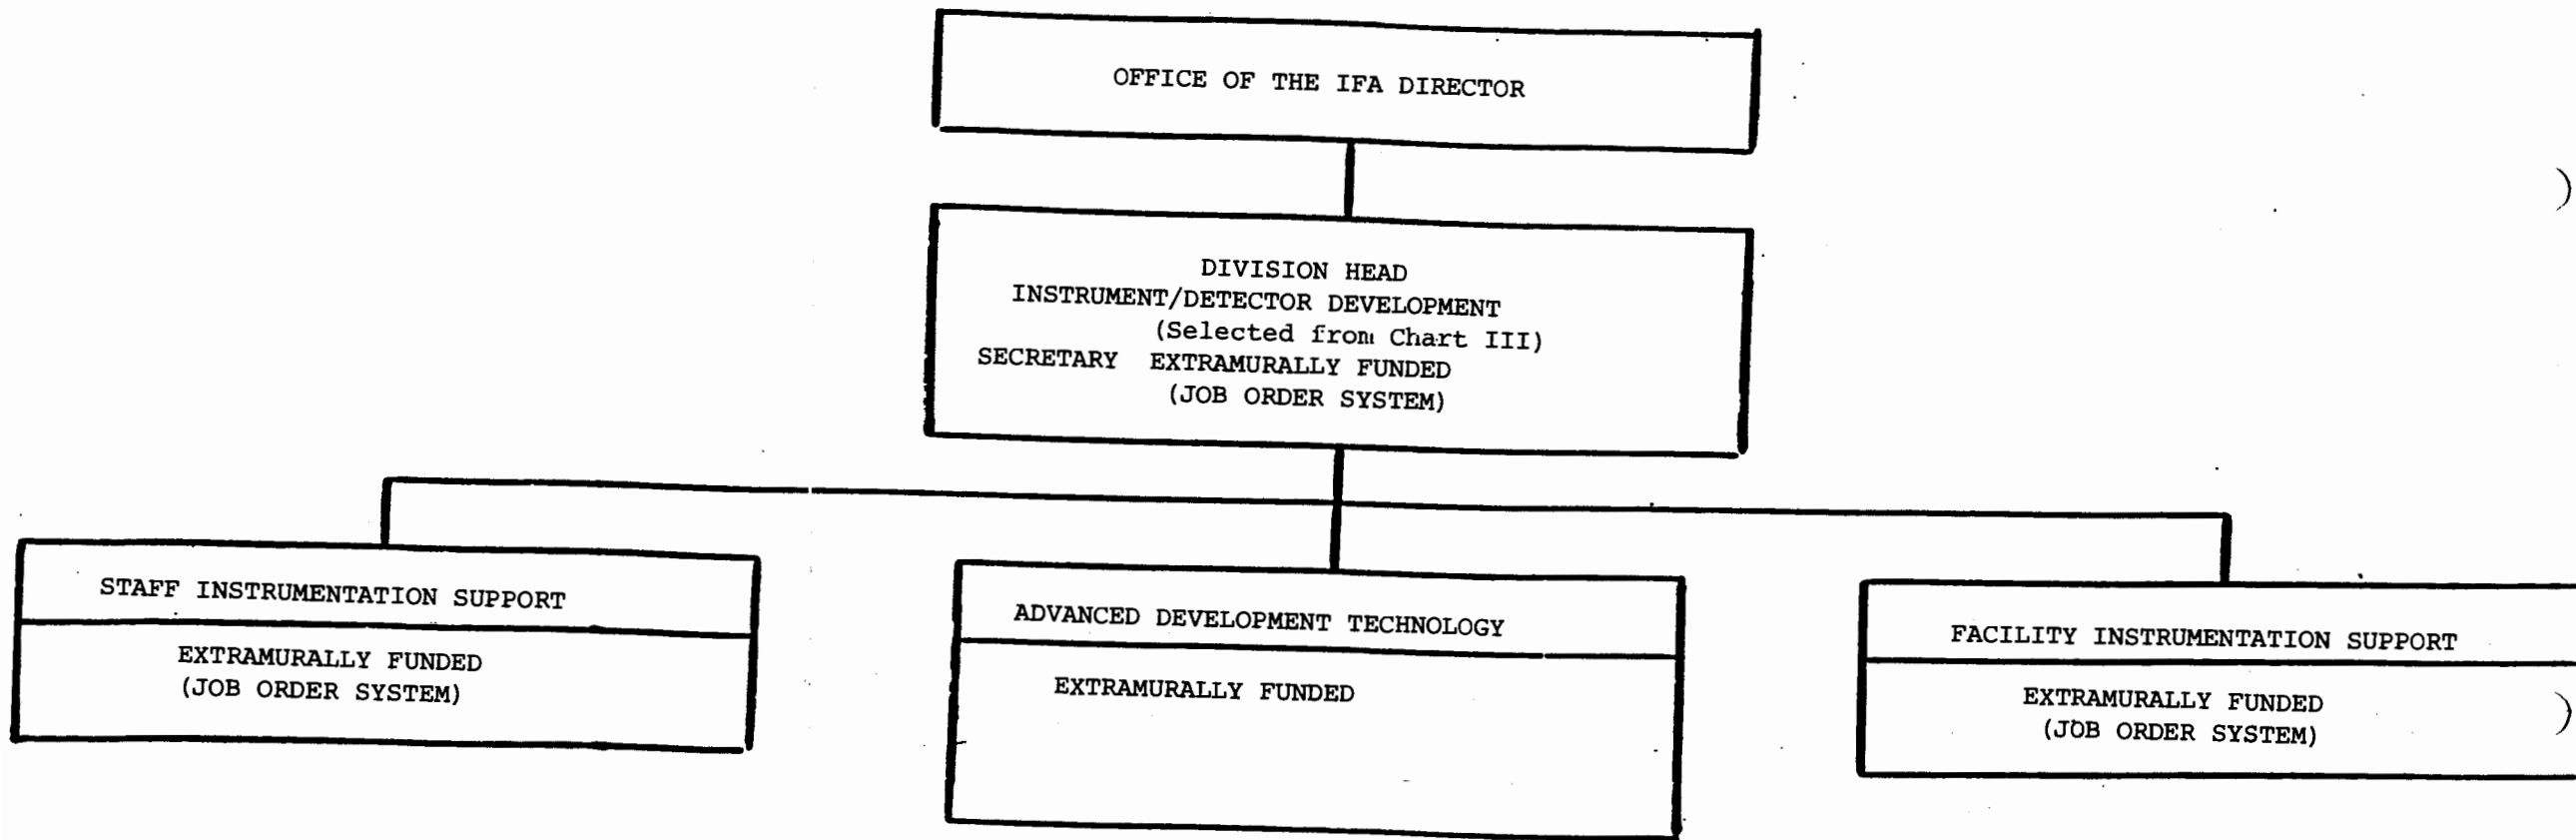 OFFICE OF THE IFA DIRECTOR
DIVISION HEAD
INSTRUMENT/DETECTOR DEVELOPMENT
(Selected from Chart III)
SECRETARY EXTRAMURALLY FUNDED
(JOB ORDER SYSTEM)
STAFF INSTRUMENTATION SUPPORT
EXTRAMURALLY FUNDED
(JOB ORDER SYSTEM)
ADVANCED DEVELOPMENT TECHNOLOGY
EXTRAMURALLY FUNDED
FACILITY INSTRUMENTATION SUPPORT
EXTRAMURALLY FUNDED
(JOB ORDER SYSTEM)